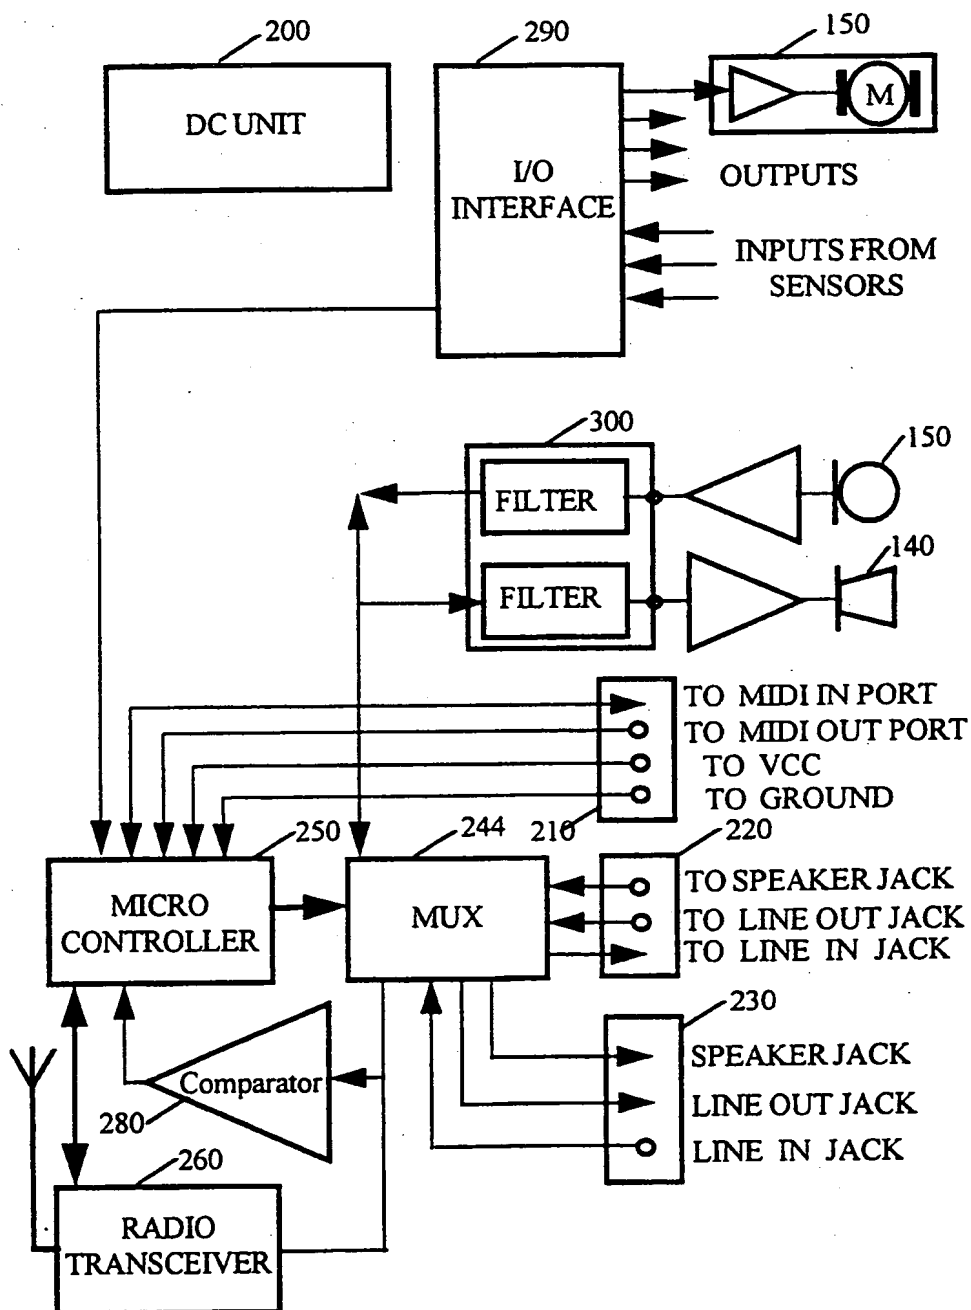 200
290
150
DC UNIT
I/O
INTERFACE
M
OUTPUTS
INPUTS FROM
SENSORS
300
150
FILTER
140
FILTER
TO MIDI IN PORT
TO MIDI OUT PORT
TO VCC
TO GROUND
210
250
244
220
MICRO
CONTROLLER
MUX
TO SPEAKER JACK
TO LINE OUT JACK
TO LINE IN JACK
230
Comparator
280
SPEAKER JACK
LINE OUT JACK
LINE IN JACK
260
RADIO
TRANSCEIVER